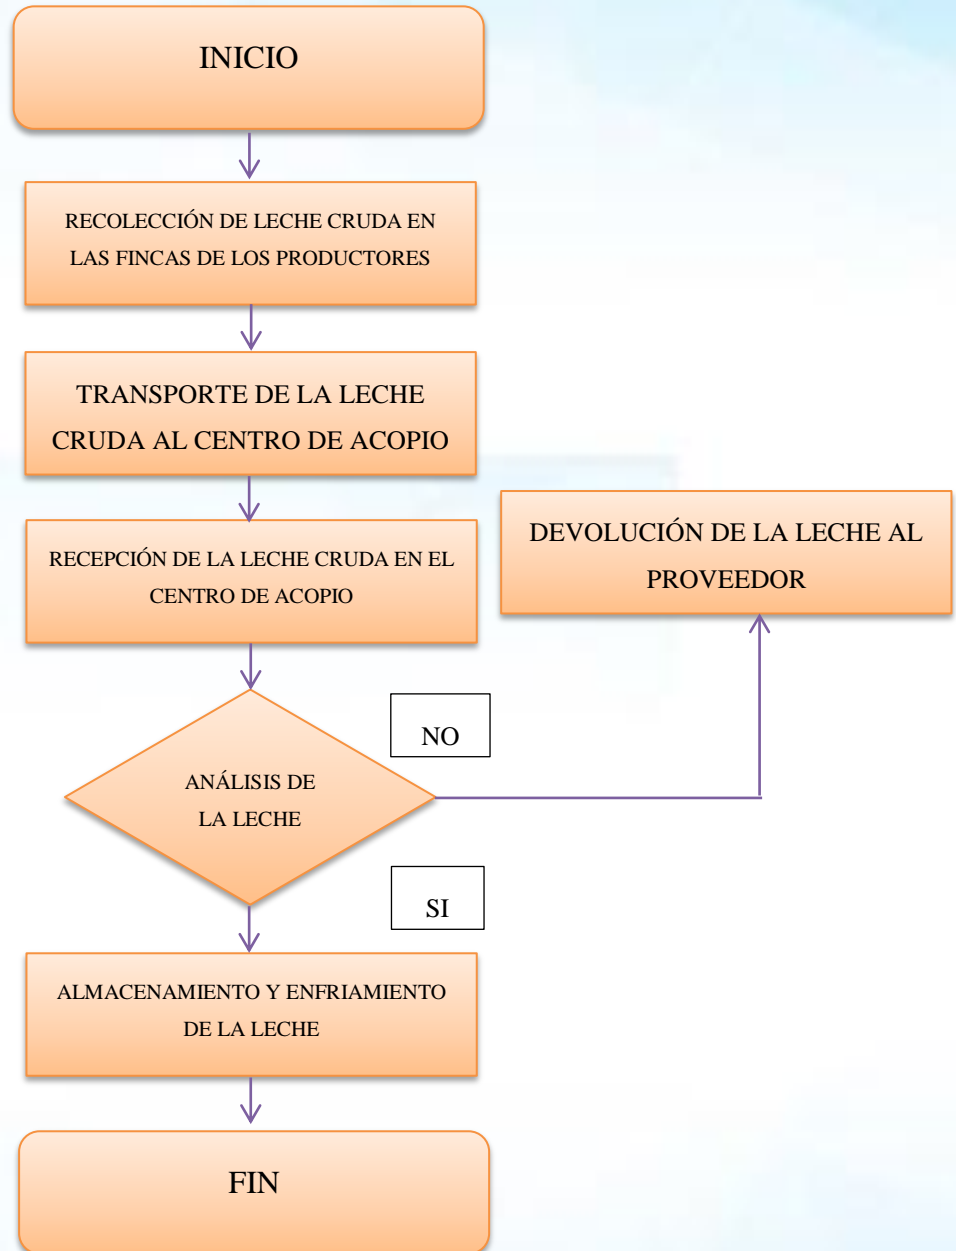 INICIO
RECOLECCIÓN DE LECHE CRUDA EN
LAS FINCAS DE LOS PRODUCTORES
TRANSPORTE DE LA LECHE
CRUDA AL CENTRO DE ACOPIO
RECEPCIÓN DE LA LECHE CRUDA EN EL
CENTRO DE ACOPIO
DEVOLUCIÓN DE LA LECHE AL
PROVEEDOR
NO
ANÁLISIS DE
LA LECHE
SI
ALMACENAMIENTO Y ENFRIAMIENTO
DE LA LECHE
FIN